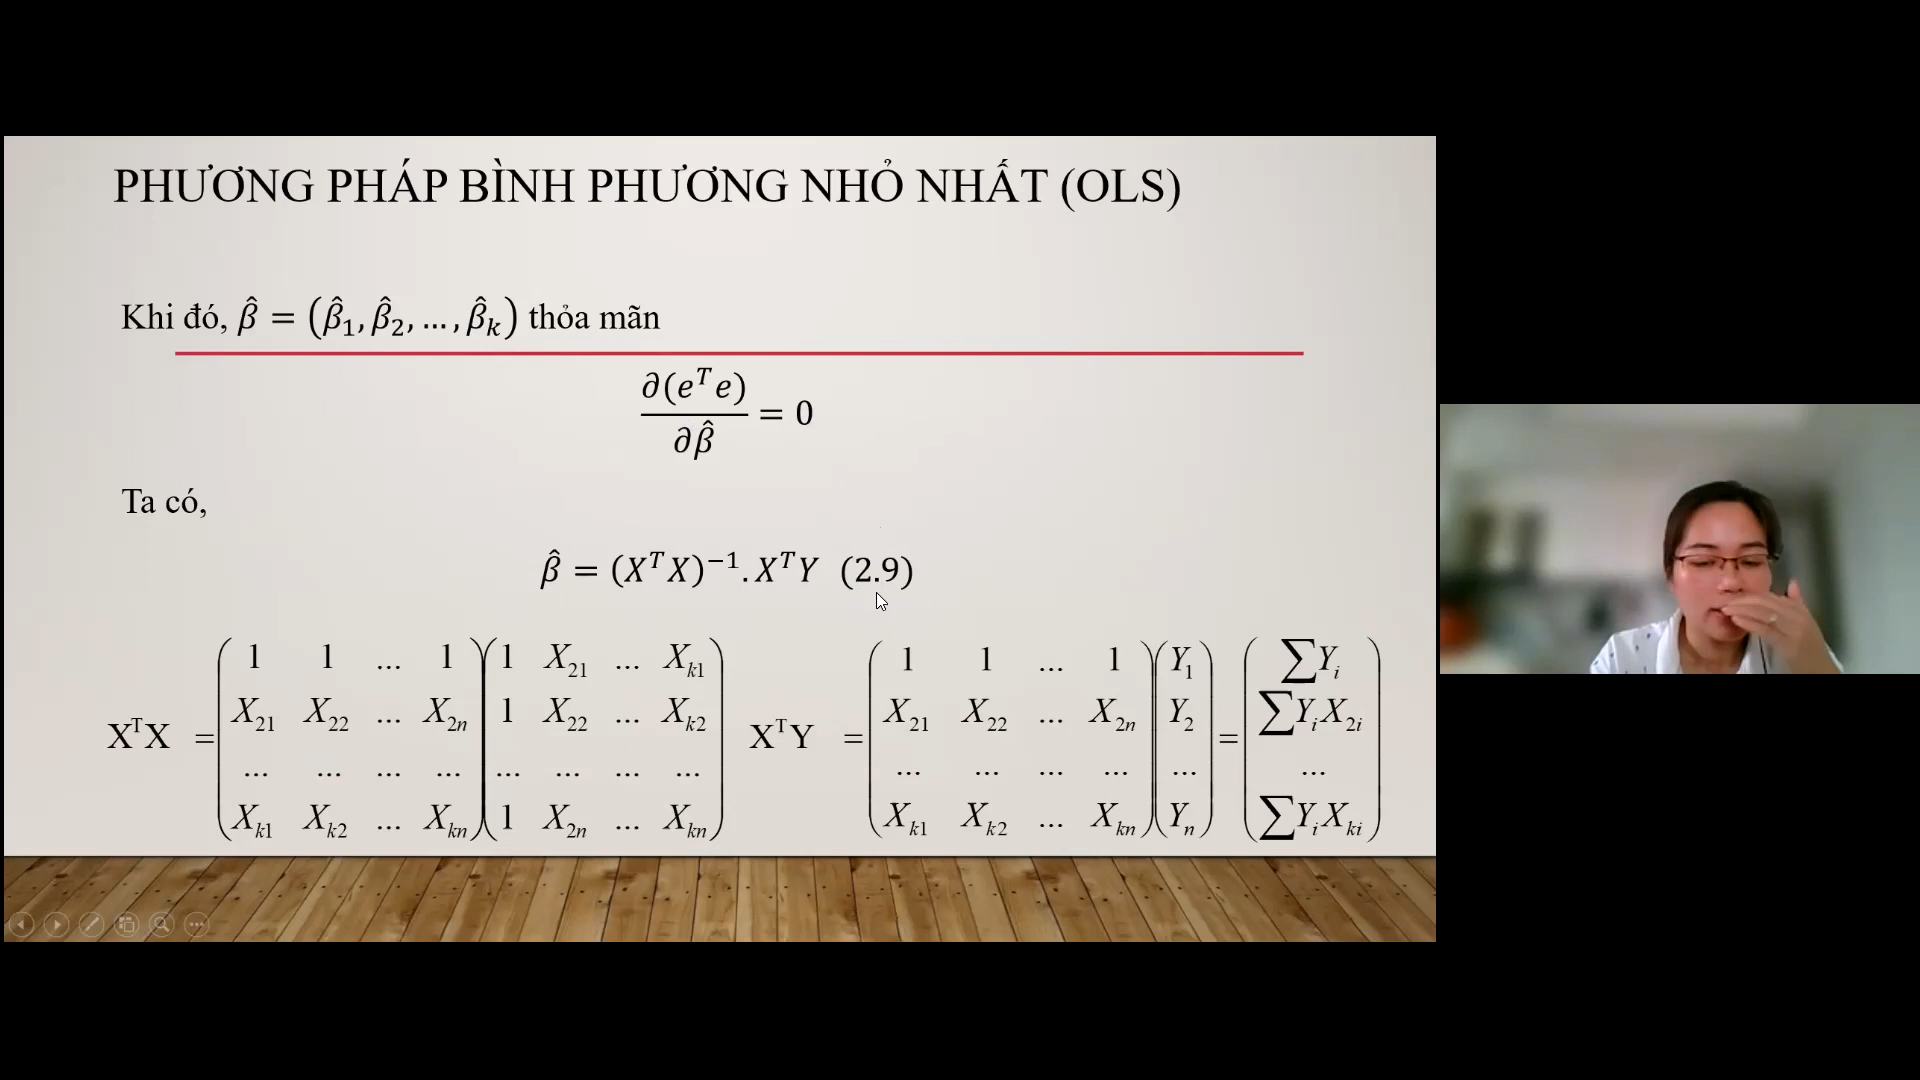 PHƯƠNG PHÁP BÌNH PHƯƠNG NHỎ NHẤT (OLS)
Khi đó, β̂ = (β̂₁, β̂₂, …, β̂ₖ) thỏa mãn
∂(eᵀe)/∂β̂ = 0
Ta có,
β̂ = (XᵀX)⁻¹. XᵀY (2.9)
XᵀX = (1 1 ... 1; X₂₁ X₂₂ ... X₂ₙ; ... ... ... ...; Xₖ₁ Xₖ₂ ... Xₖₙ)(1 X₂₁ ... Xₖ₁; 1 X₂₂ ... Xₖ₂; ... ... ... ...; 1 X₂ₙ ... Xₖₙ) XᵀY = (1 1 ... 1; X₂₁ X₂₂ ... X₂ₙ; ... ... ... ...; Xₖ₁ Xₖ₂ ... Xₖₙ)(Y₁; Y₂; ...; Yₙ) = (∑Yᵢ; ∑YᵢX₂ᵢ; ...; ∑YᵢXₖᵢ)